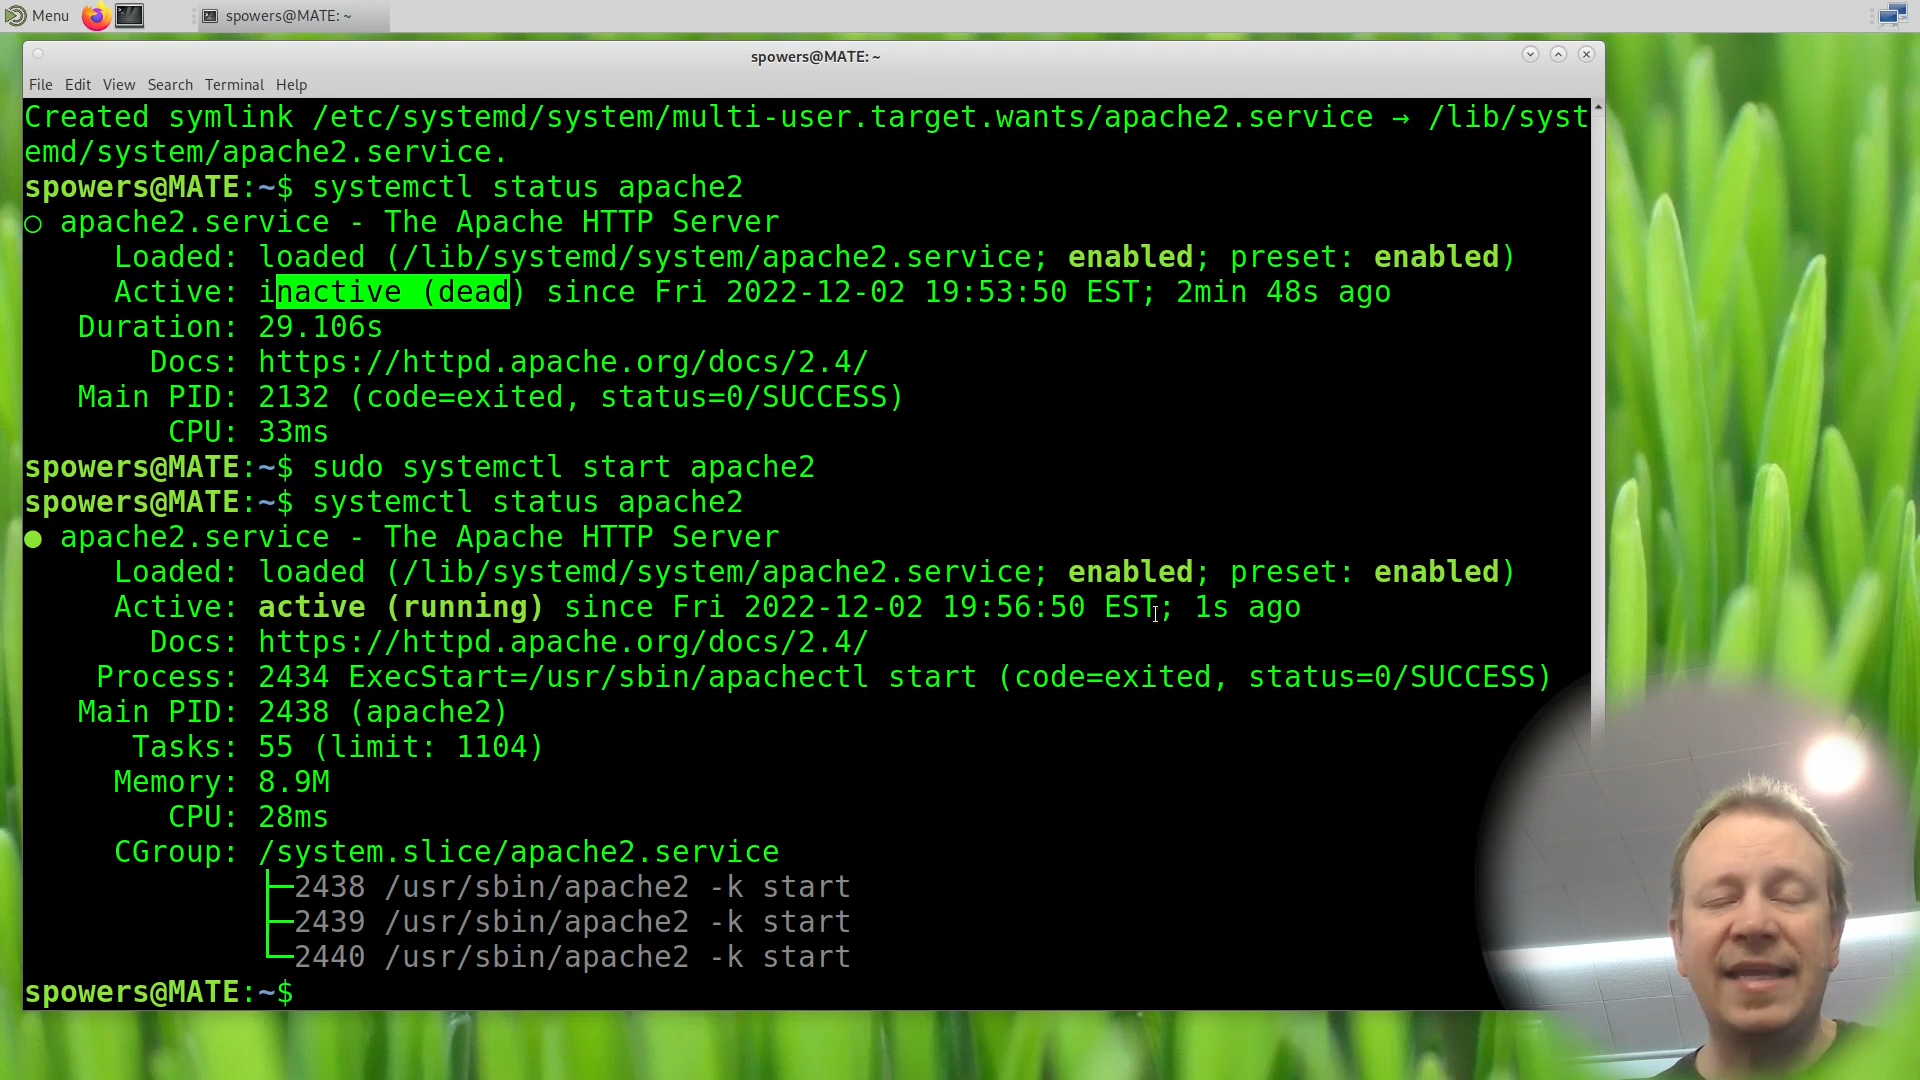 Menu
spowers@MATE: ~
spowers@MATE: ~
File Edit View Search Terminal Help
Created symlink /etc/systemd/system/multi-user.target.wants/apache2.service → /lib/syst
emd/system/apache2.service.
spowers@MATE:~$ systemctl status apache2
○ apache2.service - The Apache HTTP Server
Loaded: loaded (/lib/systemd/system/apache2.service; enabled; preset: enabled)
Active: inactive (dead) since Fri 2022-12-02 19:53:50 EST; 2min 48s ago
Duration: 29.106s
Docs: https://httpd.apache.org/docs/2.4/
Main PID: 2132 (code=exited, status=0/SUCCESS)
CPU: 33ms
spowers@MATE:~$ sudo systemctl start apache2
spowers@MATE:~$ systemctl status apache2
● apache2.service - The Apache HTTP Server
Loaded: loaded (/lib/systemd/system/apache2.service; enabled; preset: enabled)
Active: active (running) since Fri 2022-12-02 19:56:50 EST; 1s ago
Docs: https://httpd.apache.org/docs/2.4/
Process: 2434 ExecStart=/usr/sbin/apachectl start (code=exited, status=0/SUCCESS)
Main PID: 2438 (apache2)
Tasks: 55 (limit: 1104)
Memory: 8.9M
CPU: 28ms
CGroup: /system.slice/apache2.service
├─2438 /usr/sbin/apache2 -k start
├─2439 /usr/sbin/apache2 -k start
└─2440 /usr/sbin/apache2 -k start
spowers@MATE:~$